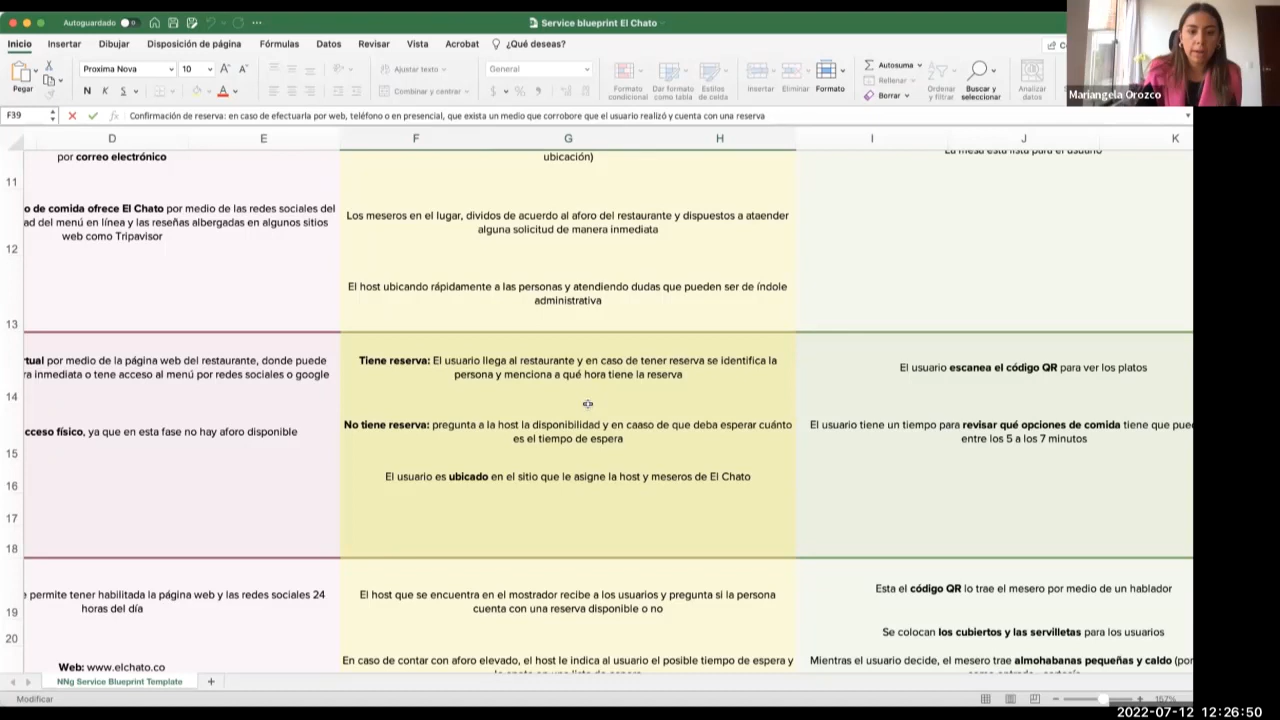 Autoguardado
Service blueprint El Chato
Inicio Insertar Dibujar Disposición de página Fórmulas Datos Revisar Vista Acrobat ¿Qué deseas?
Pegar
Proxima Nova 10
N K S
Ajustar texto
Combinar y centrar
General
Formato condicional
Dar formato como tabla
Estilos de celda
Insertar
Eliminar
Formato
Autosuma
Rellenar
Borrar
Ordenar y filtrar
Buscar y seleccionar
Analizar datos
Mariangela Orozco
F39 Confirmación de reserva: en caso de efectuarla por web, teléfono o en presencial, que exista un medio que corrobore que el usuario realizó y cuenta con una reserva
D E F G H I J K
por correo electrónico
ubicación)
La mesa está lista para el usuario
11
o de comida ofrece El Chato por medio de las redes sociales del
ad del menú en línea y las reseñas albergadas en algunos sitios
web como Tripavisor
Los meseros en el lugar, dividos de acuerdo al aforo del restaurante y dispuestos a ataender
alguna solicitud de manera inmediata
12
El host ubicando rápidamente a las personas y atendiendo dudas que pueden ser de índole
administrativa
13
tual por medio de la página web del restaurante, donde puede
a inmediata o tene acceso al menú por redes sociales o google
Tiene reserva: El usuario llega al restaurante y en caso de tener reserva se identifica la
persona y menciona a qué hora tiene la reserva
El usuario escanea el código QR para ver los platos
14
cceso físico, ya que en esta fase no hay aforo disponible
No tiene reserva: pregunta a la host la disponibilidad y en caaso de que deba esperar cuánto
es el tiempo de espera
El usuario tiene un tiempo para revisar qué opciones de comida tiene que pue
entre los 5 a los 7 minutos
15
El usuario es ubicado en el sitio que le asigne la host y meseros de El Chato
16
17
18
permite tener habilitada la página web y las redes sociales 24
horas del día
El host que se encuentra en el mostrador recibe a los usuarios y pregunta si la persona
cuenta con una reserva disponible o no
Esta el código QR lo trae el mesero por medio de un hablador
19
Se colocan los cubiertos y las servilletas para los usuarios
20
Web: www.elchato.co
En caso de contar con aforo elevado, el host le indica al usuario el posible tiempo de espera y
Mientras el usuario decide, el mesero trae almohabanas pequeñas y caldo (por
NNg Service Blueprint Template
Modificar
157%
2022-07-12 12:26:50